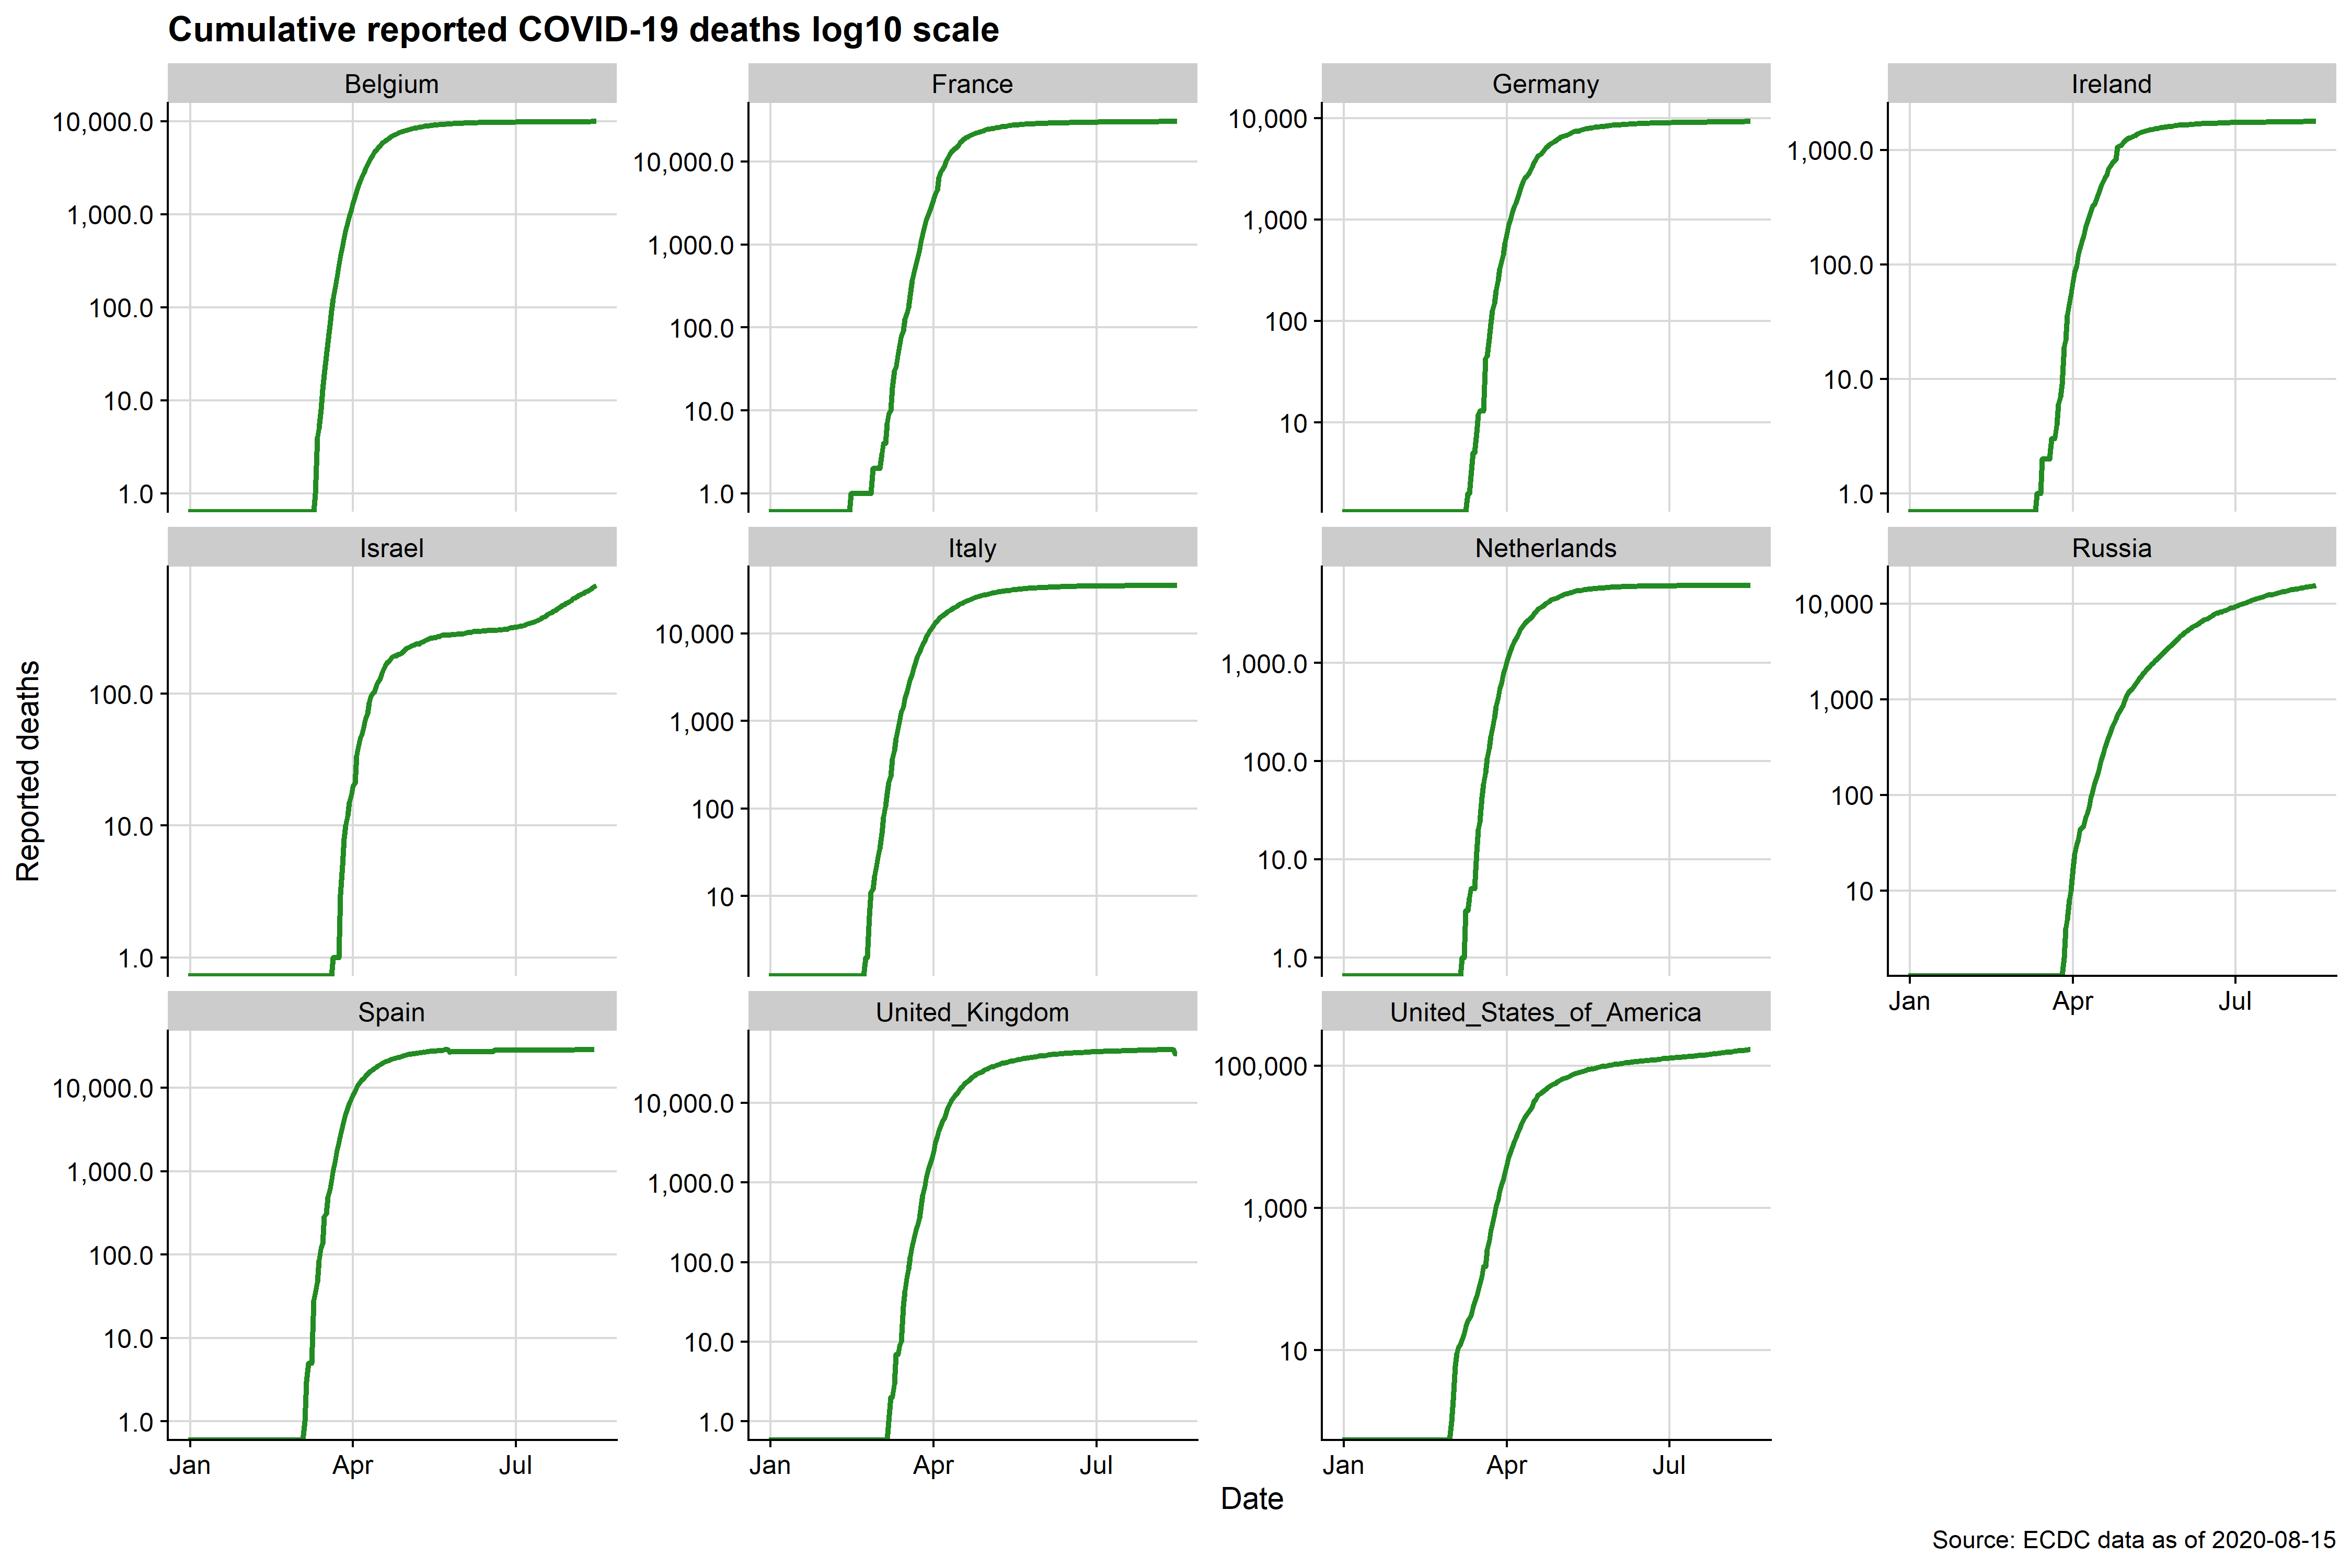 Cumulative reported COVID-19 deaths log10 scale
Belgium
France
Germany
Ireland
10,000.0
1,000.0
100.0
10.0
1.0
10,000.0
1,000.0
100.0
10.0
1.0
10,000
1,000
100
10
1,000.0
100.0
10.0
1.0
Israel
Italy
Netherlands
Russia
100.0
10.0
1.0
10,000
1,000
100
10
1,000.0
100.0
10.0
1.0
10,000
1,000
100
10
Jan Apr Jul
Reported deaths
Spain
United_Kingdom
United_States_of_America
10,000.0
1,000.0
100.0
10.0
1.0
10,000.0
1,000.0
100.0
10.0
1.0
100,000
1,000
10
Jan Apr Jul
Jan Apr Jul
Jan Apr Jul
Date
Source: ECDC data as of 2020-08-15